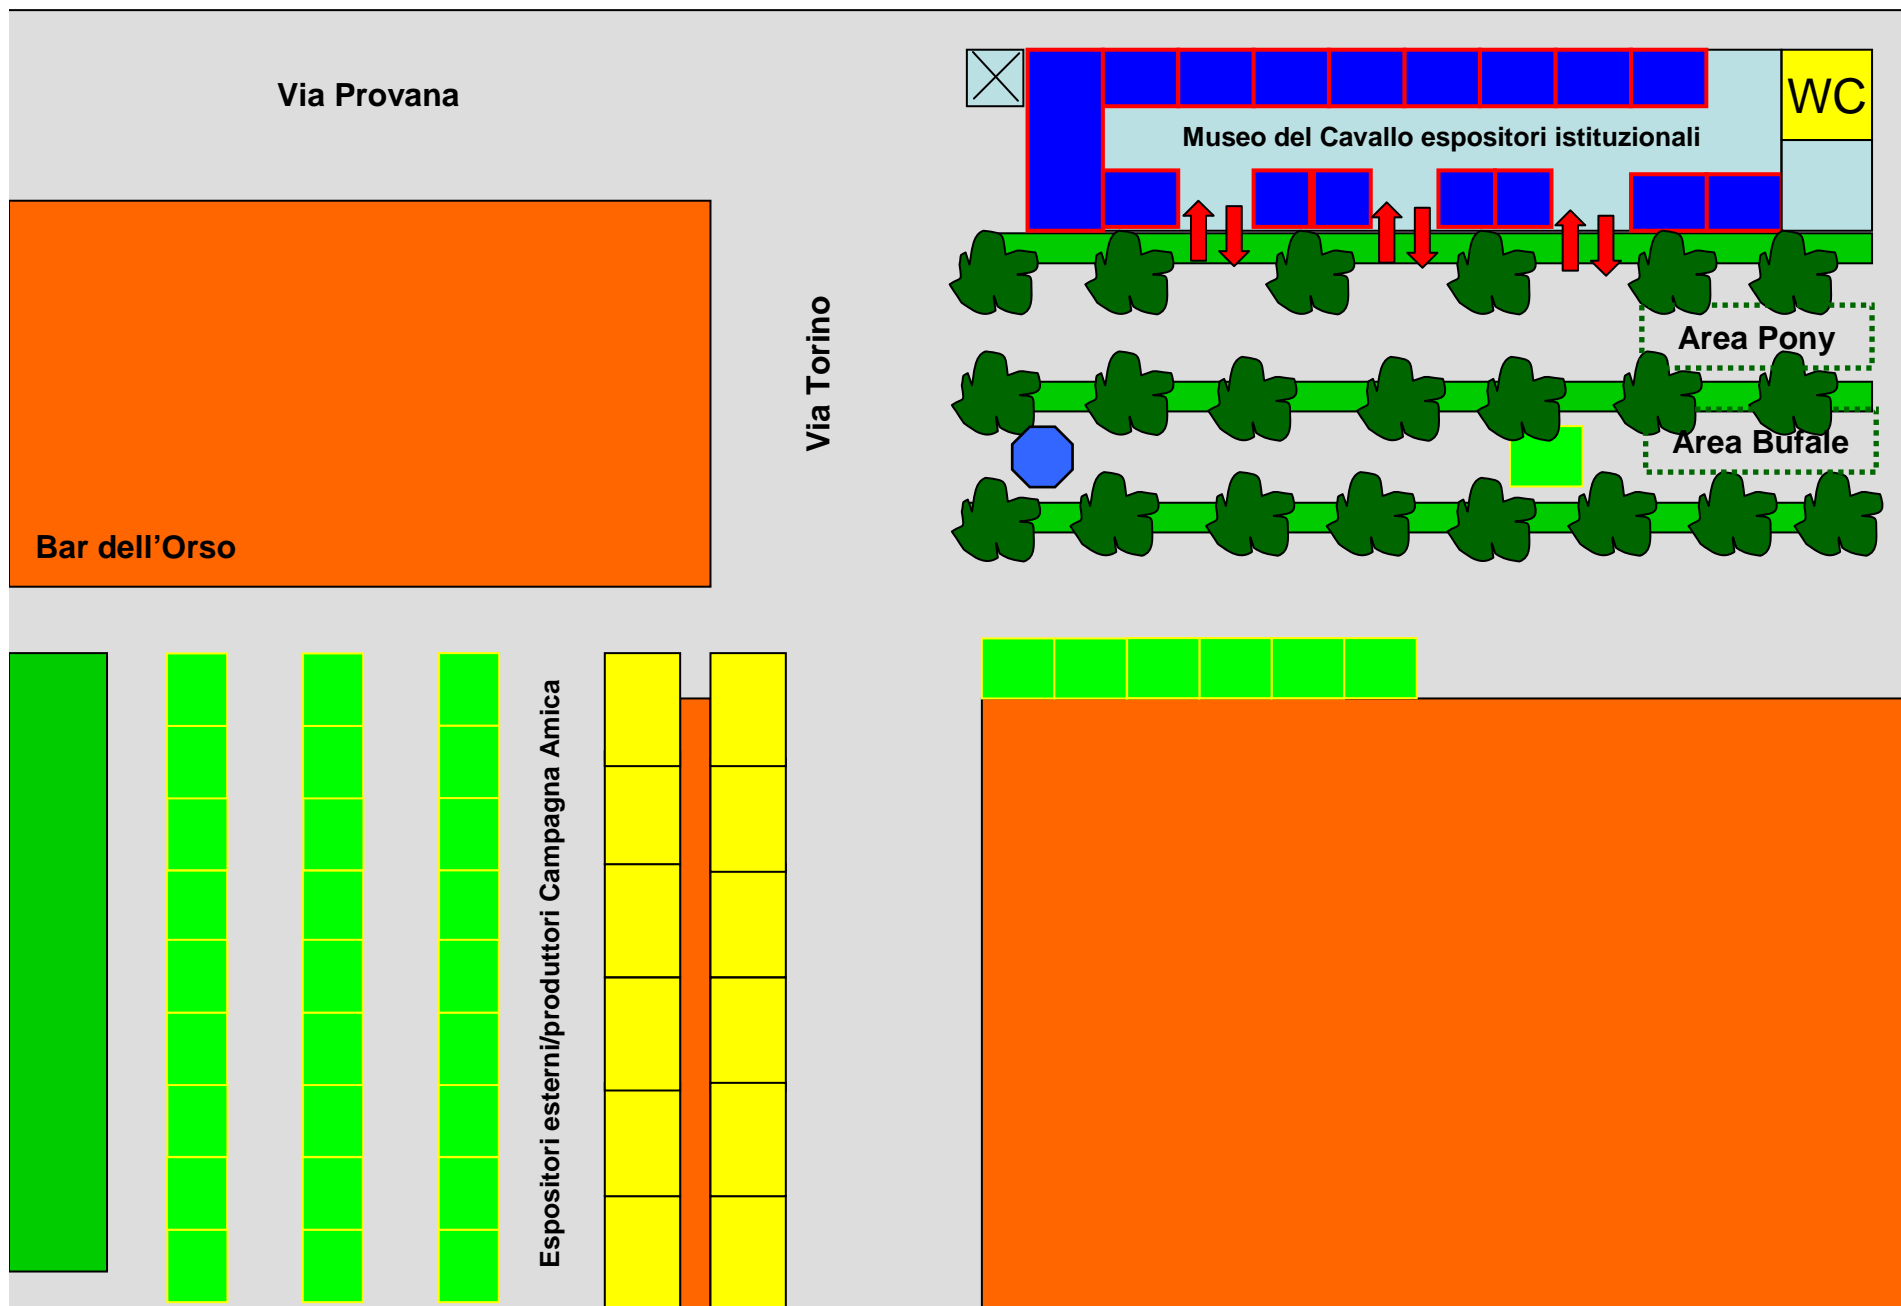 Via Provana
WC
Museo del Cavallo espositori istituzionali
Via Torino
Area Pony
Area Bufale
Bar dell’Orso
Espositori esterni/produttori Campagna Amica